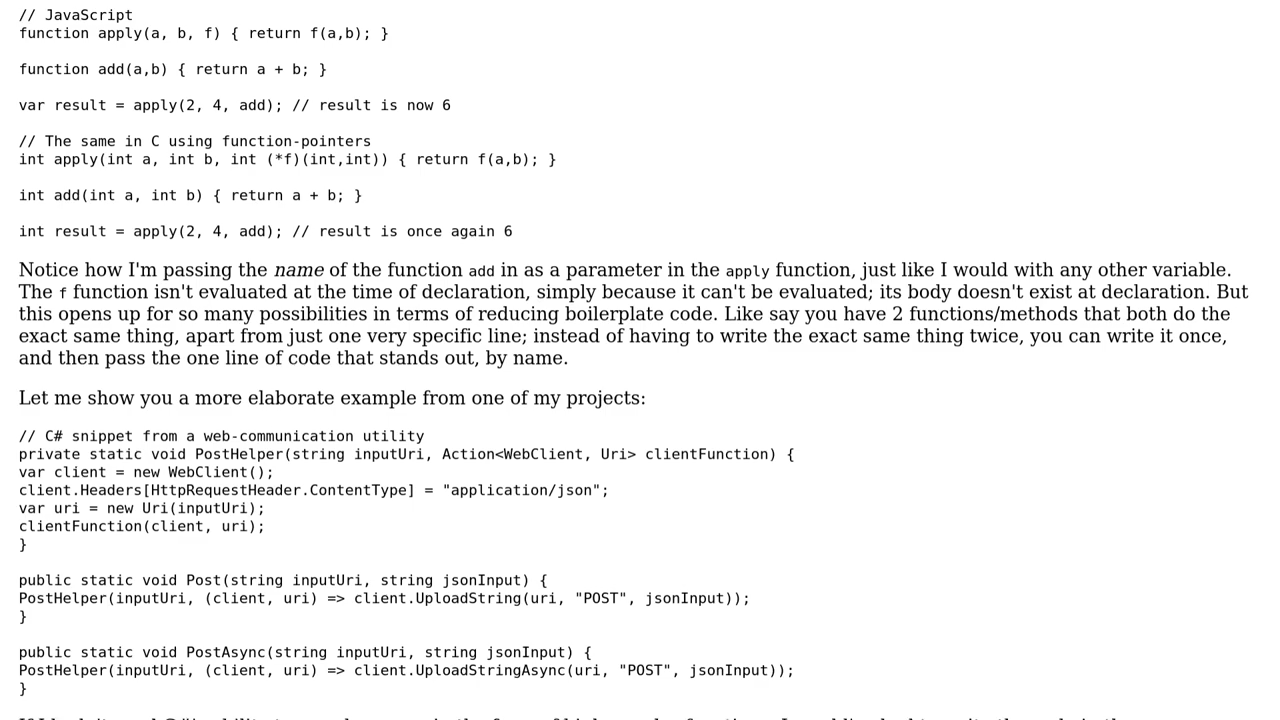 // JavaScript
function apply(a, b, f) { return f(a,b); }
function add(a,b) { return a + b; }
var result = apply(2, 4, add); // result is now 6
// The same in C using function-pointers
int apply(int a, int b, int (*f)(int,int)) { return f(a,b); }
int add(int a, int b) { return a + b; }
int result = apply(2, 4, add); // result is once again 6
Notice how I'm passing the name of the function add in as a parameter in the apply function, just like I would with any other variable.
The f function isn't evaluated at the time of declaration, simply because it can't be evaluated; its body doesn't exist at declaration. But
this opens up for so many possibilities in terms of reducing boilerplate code. Like say you have 2 functions/methods that both do the
exact same thing, apart from just one very specific line; instead of having to write the exact same thing twice, you can write it once,
and then pass the one line of code that stands out, by name.
Let me show you a more elaborate example from one of my projects:
// C# snippet from a web-communication utility
private static void PostHelper(string inputUri, Action<WebClient, Uri> clientFunction) {
var client = new WebClient();
client.Headers[HttpRequestHeader.ContentType] = "application/json";
var uri = new Uri(inputUri);
clientFunction(client, uri);
}
public static void Post(string inputUri, string jsonInput) {
PostHelper(inputUri, (client, uri) => client.UploadString(uri, "POST", jsonInput));
}
public static void PostAsync(string inputUri, string jsonInput) {
PostHelper(inputUri, (client, uri) => client.UploadStringAsync(uri, "POST", jsonInput));
}